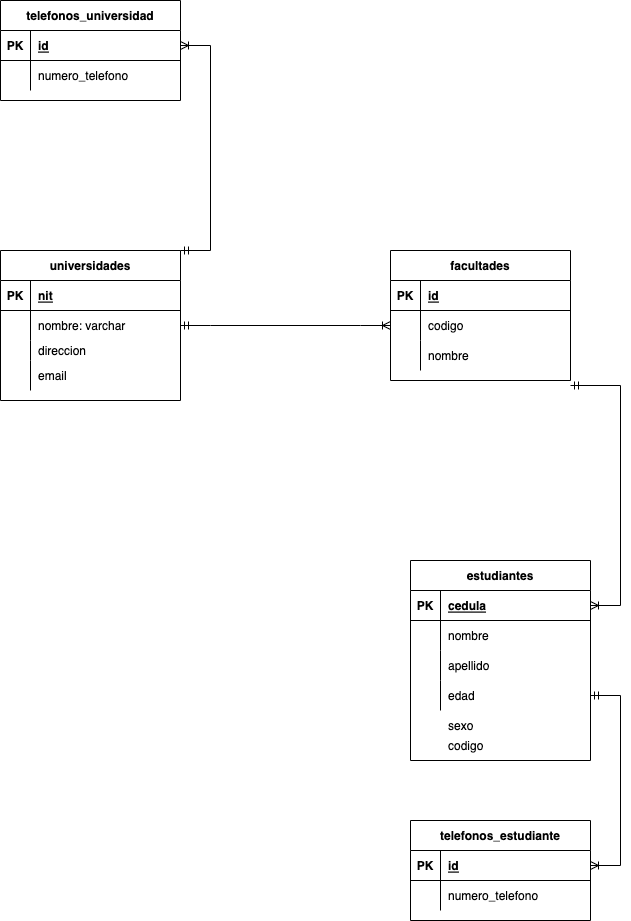 telefonos_universidad
PK id
numero_telefono
universidades
PK nit
nombre: varchar
direccion
email
facultades
PK id
codigo
nombre
estudiantes
PK cedula
nombre
apellido
edad
sexo
codigo
telefonos_estudiante
PK id
numero_telefono